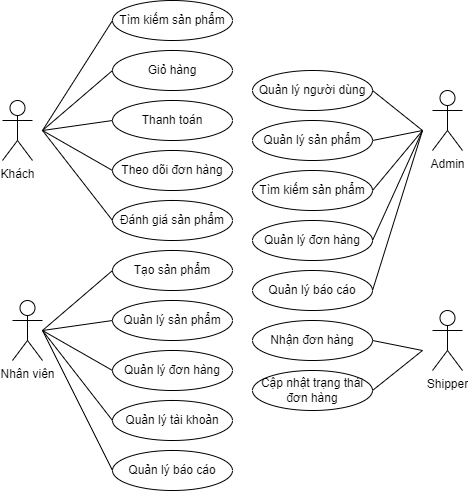 Tìm kiếm sản phẩm
Giỏ hàng
Thanh toán
Theo dõi đơn hàng
Đánh giá sản phẩm
Khách
Tạo sản phẩm
Quản lý sản phẩm
Quản lý đơn hàng
Quản lý tài khoản
Quản lý báo cáo
Nhân viên
Quản lý người dùng
Quản lý sản phẩm
Tìm kiếm sản phẩm
Quản lý đơn hàng
Quản lý báo cáo
Admin
Nhận đơn hàng
Cập nhật trạng thái
đơn hàng
Shipper